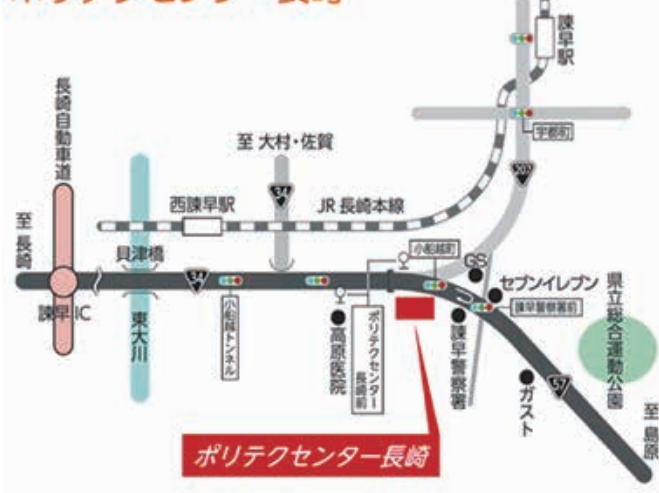 ポリテクセンター長崎
諫早駅
長崎自動車道
宇都町
至 大村・佐賀
34
207
西諫早駅
JR 長崎本線
至 長崎
貝津橋
小船越町
GS
セブンイレブン
34
諫早IC
諫早警察署前
県立総合運動公園
東大川
小船越トンネル
高原医院
ポリテクセンター
長崎前
諫早警察署
ガスト
57
至 島原
ポリテクセンター長崎